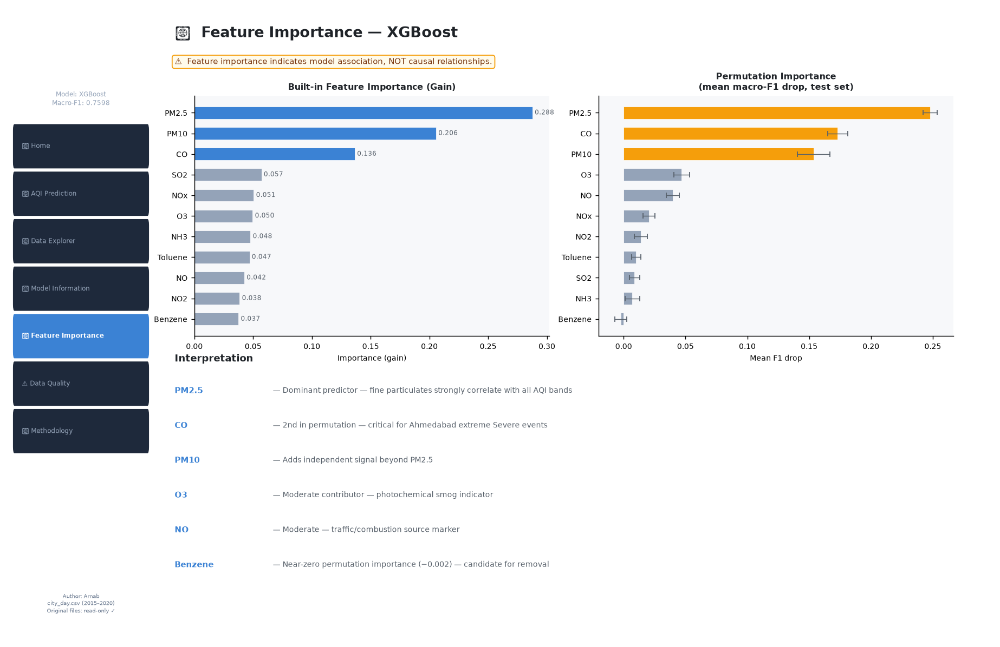 Feature Importance — XGBoost
⚠ Feature importance indicates model association, NOT causal relationships.
Model: XGBoost
Macro-F1: 0.7598
Home
AQI Prediction
Data Explorer
Model Information
Feature Importance
⚠ Data Quality
Methodology
Author: Arnab
city_day.csv (2015–2020)
Original files: read-only ✓
Built-in Feature Importance (Gain)
PM2.5 0.288
PM10 0.206
CO 0.136
SO2 0.057
NOx 0.051
O3 0.050
NH3 0.048
Toluene 0.047
NO 0.042
NO2 0.038
Benzene 0.037
0.00 0.05 0.10 0.15 0.20 0.25 0.30
Importance (gain)
Permutation Importance
(mean macro-F1 drop, test set)
PM2.5
CO
PM10
O3
NO
NOx
NO2
Toluene
SO2
NH3
Benzene
0.00 0.05 0.10 0.15 0.20 0.25
Mean F1 drop
Interpretation
PM2.5 — Dominant predictor — fine particulates strongly correlate with all AQI bands
CO — 2nd in permutation — critical for Ahmedabad extreme Severe events
PM10 — Adds independent signal beyond PM2.5
O3 — Moderate contributor — photochemical smog indicator
NO — Moderate — traffic/combustion source marker
Benzene — Near-zero permutation importance (−0.002) — candidate for removal